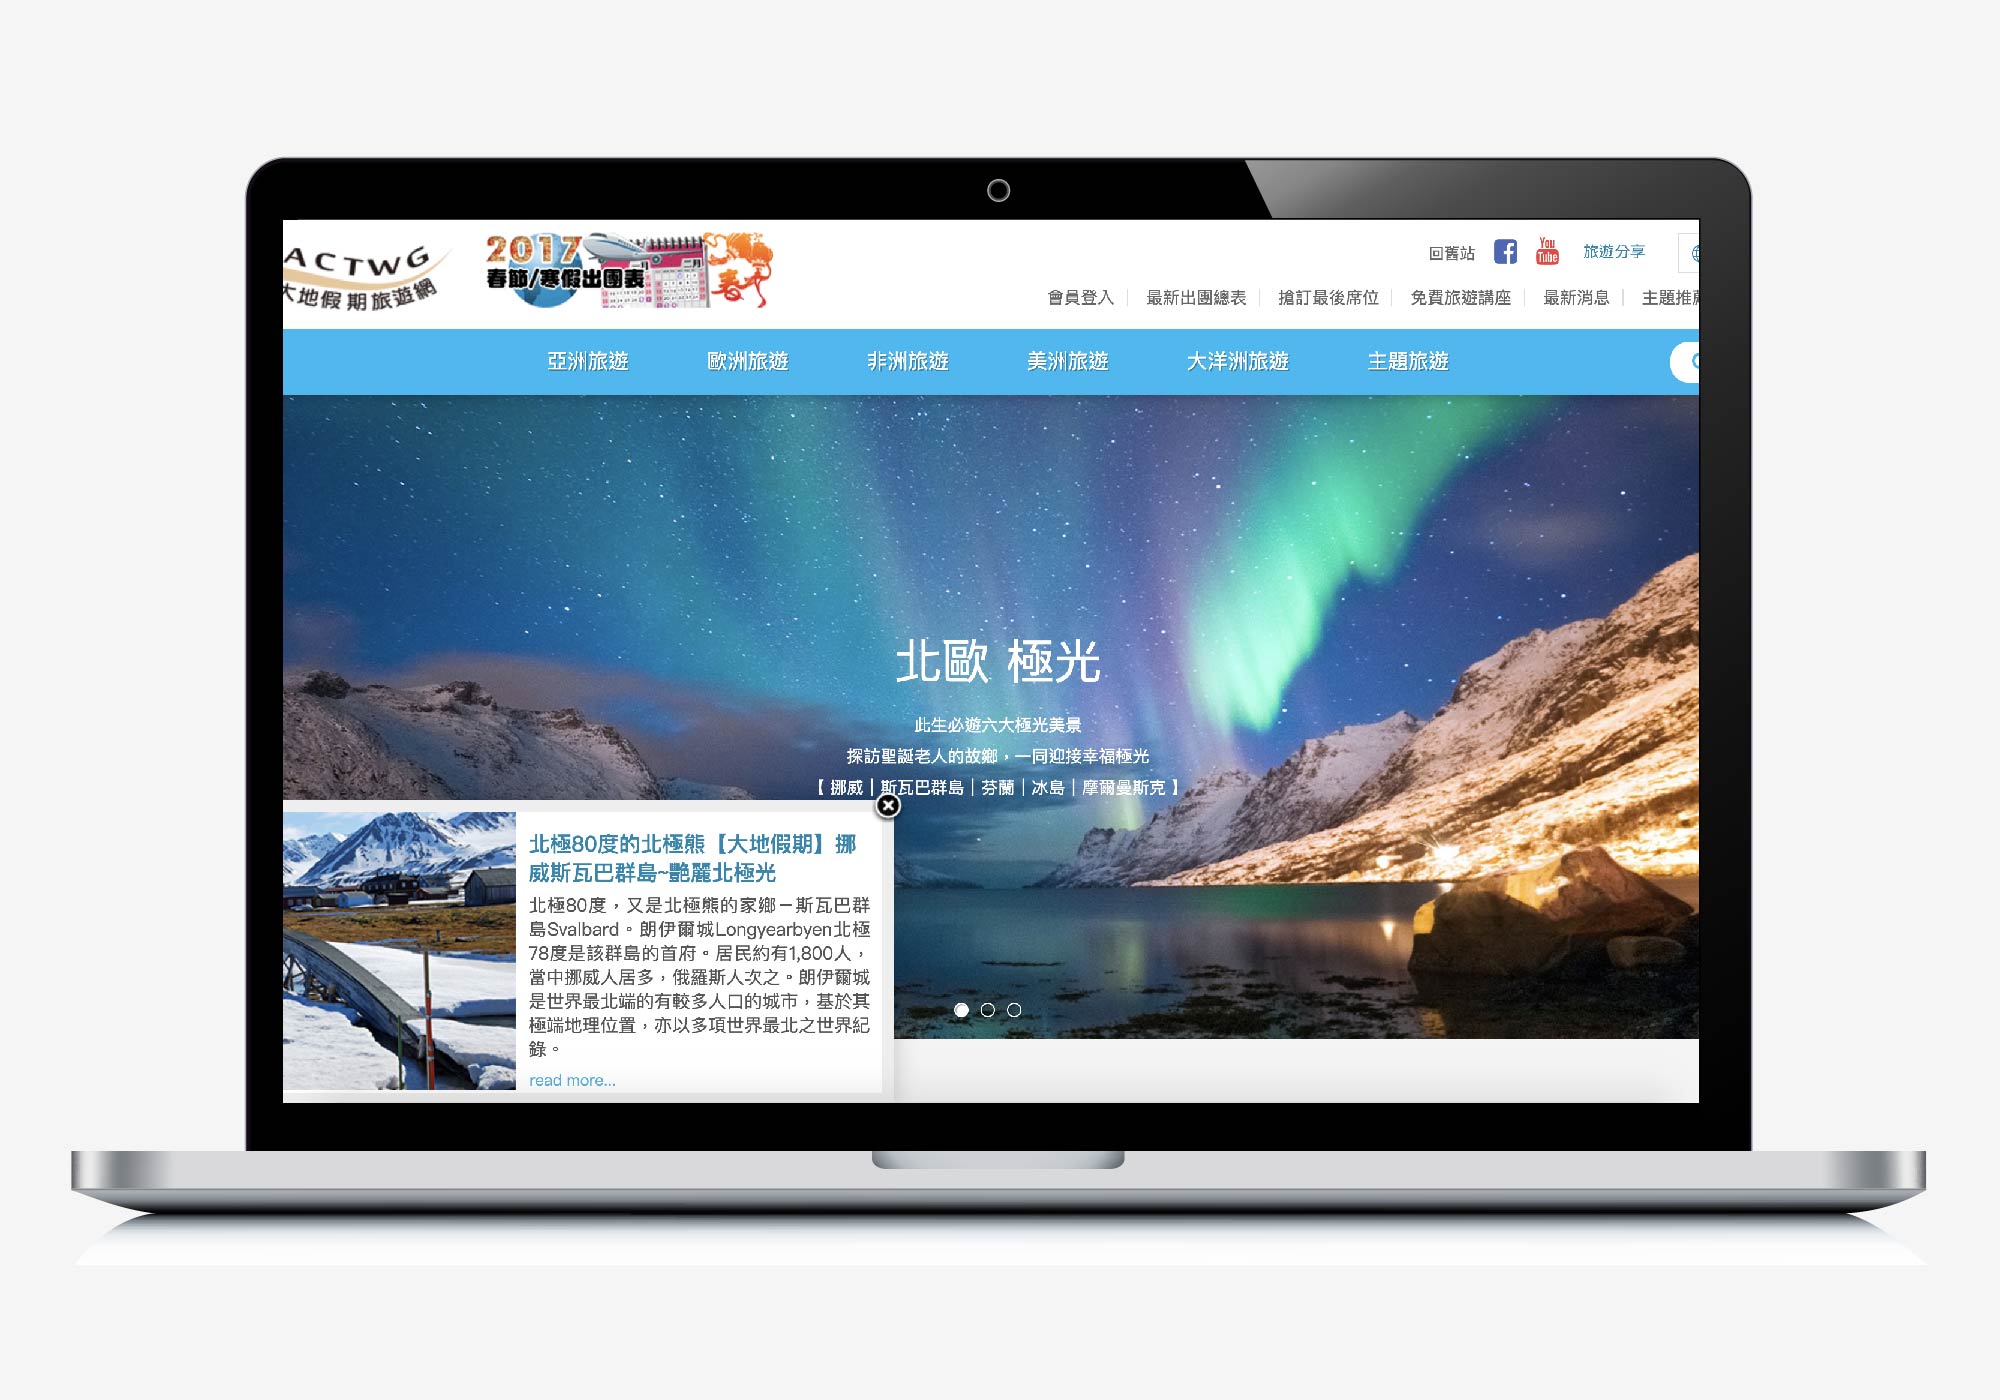 ACTWG
大地假期旅遊網
2017
春節/寒假出團表
春
回舊站
You
Tube
旅遊分享
會員登入
最新出團總表
搶訂最後席位
免費旅遊講座
最新消息
主題推薦
亞洲旅遊
歐洲旅遊
非洲旅遊
美洲旅遊
大洋洲旅遊
主題旅遊
北歐 極光
此生必遊六大極光美景
探訪聖誕老人的故鄉，一同迎接幸福極光
【 挪威｜斯瓦巴群島｜芬蘭｜冰島｜摩爾曼斯克 】
北極80度的北極熊【大地假期】挪
威斯瓦巴群島~艷麗北極光
北極80度，又是北極熊的家鄉－斯瓦巴群
島Svalbard。朗伊爾城Longyearbyen北極
78度是該群島的首府。居民約有1,800人，
當中挪威人居多，俄羅斯人次之。朗伊爾城
是世界最北端的有較多人口的城市，基於其
極端地理位置，亦以多項世界最北之世界紀
錄。
read more...